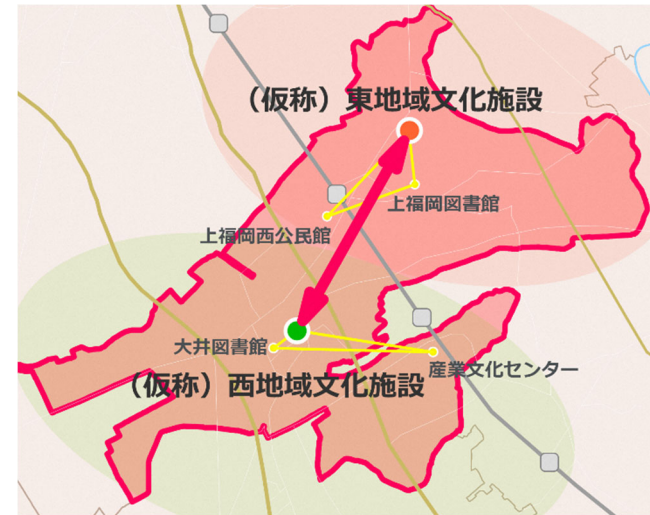 （仮称）東地域文化施設
上福岡図書館
上福岡西公民館
大井図書館
産業文化センター
（仮称）西地域文化施設